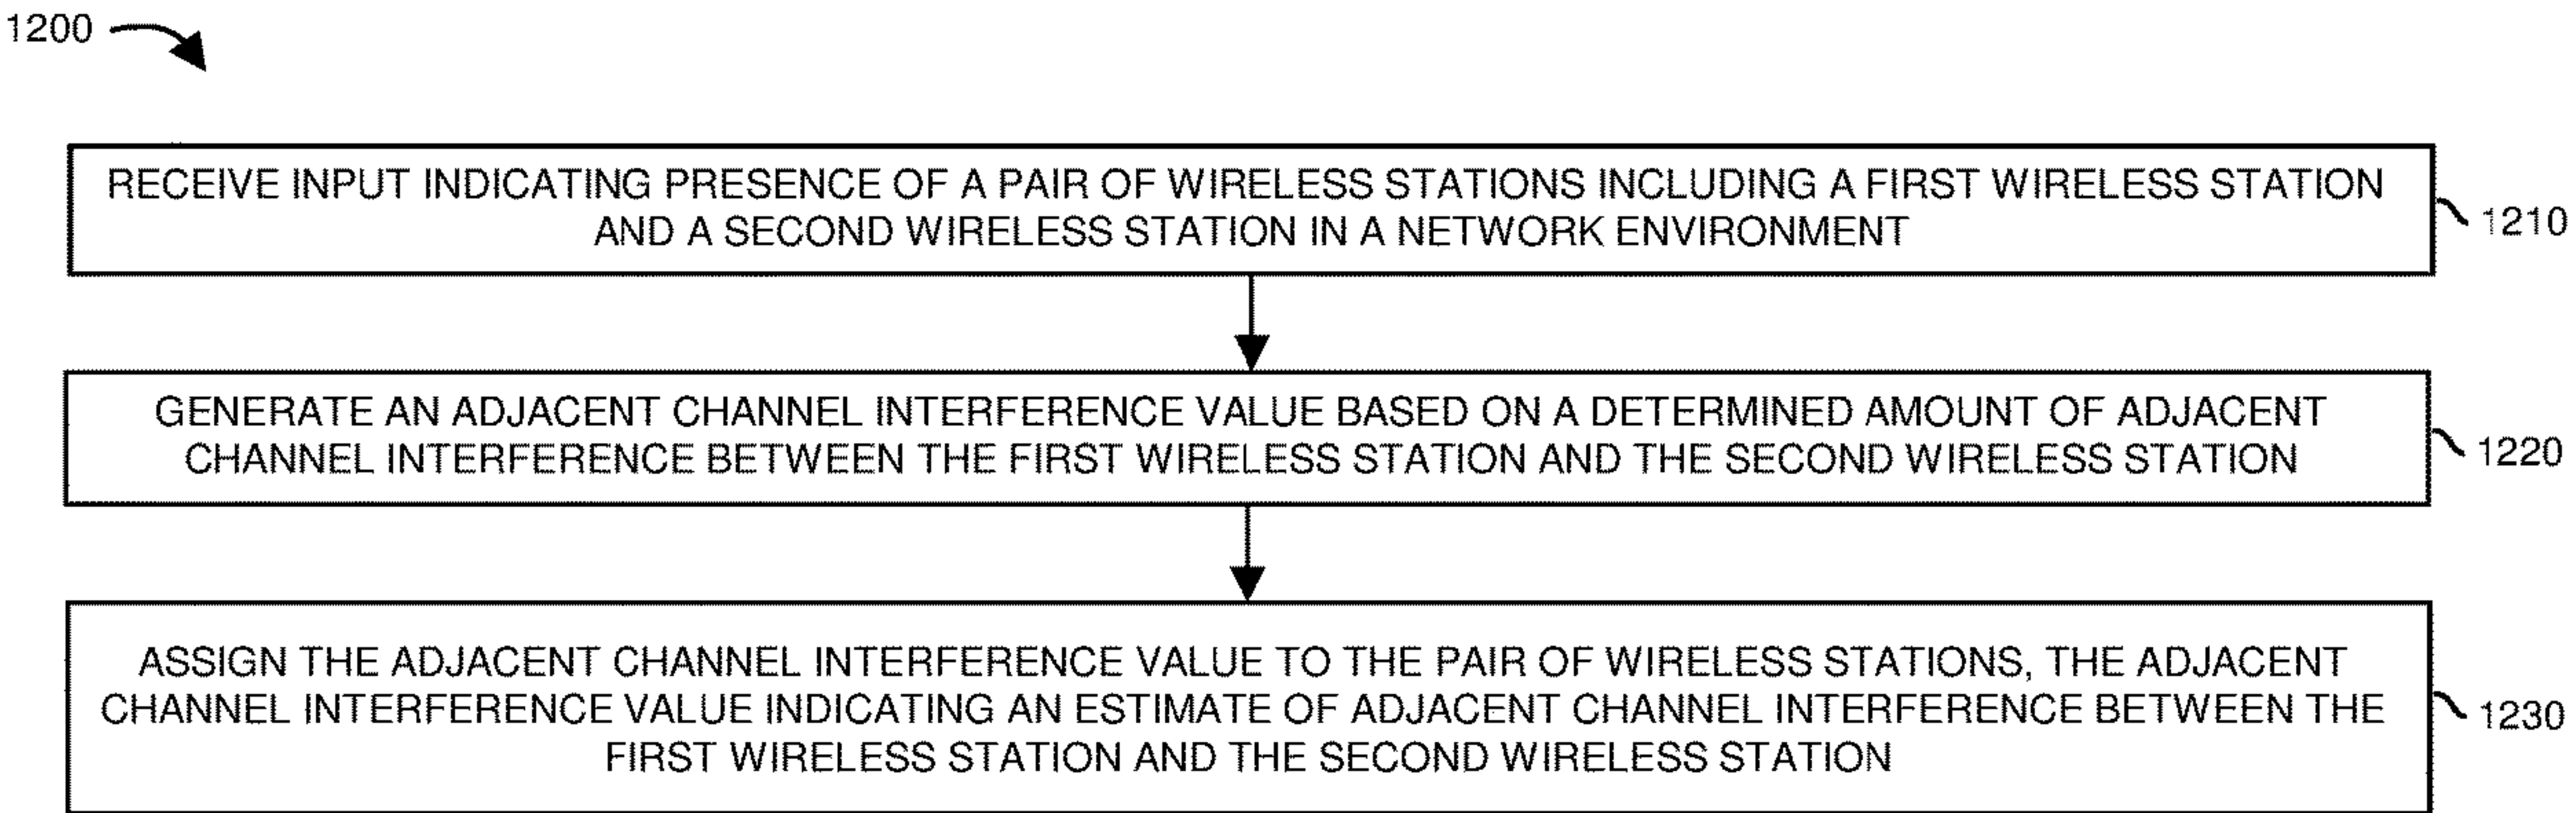 1200
RECEIVE INPUT INDICATING PRESENCE OF A PAIR OF WIRELESS STATIONS INCLUDING A FIRST WIRELESS STATION
AND A SECOND WIRELESS STATION IN A NETWORK ENVIRONMENT
1210
GENERATE AN ADJACENT CHANNEL INTERFERENCE VALUE BASED ON A DETERMINED AMOUNT OF ADJACENT
CHANNEL INTERFERENCE BETWEEN THE FIRST WIRELESS STATION AND THE SECOND WIRELESS STATION
1220
ASSIGN THE ADJACENT CHANNEL INTERFERENCE VALUE TO THE PAIR OF WIRELESS STATIONS, THE ADJACENT
CHANNEL INTERFERENCE VALUE INDICATING AN ESTIMATE OF ADJACENT CHANNEL INTERFERENCE BETWEEN THE
FIRST WIRELESS STATION AND THE SECOND WIRELESS STATION
1230